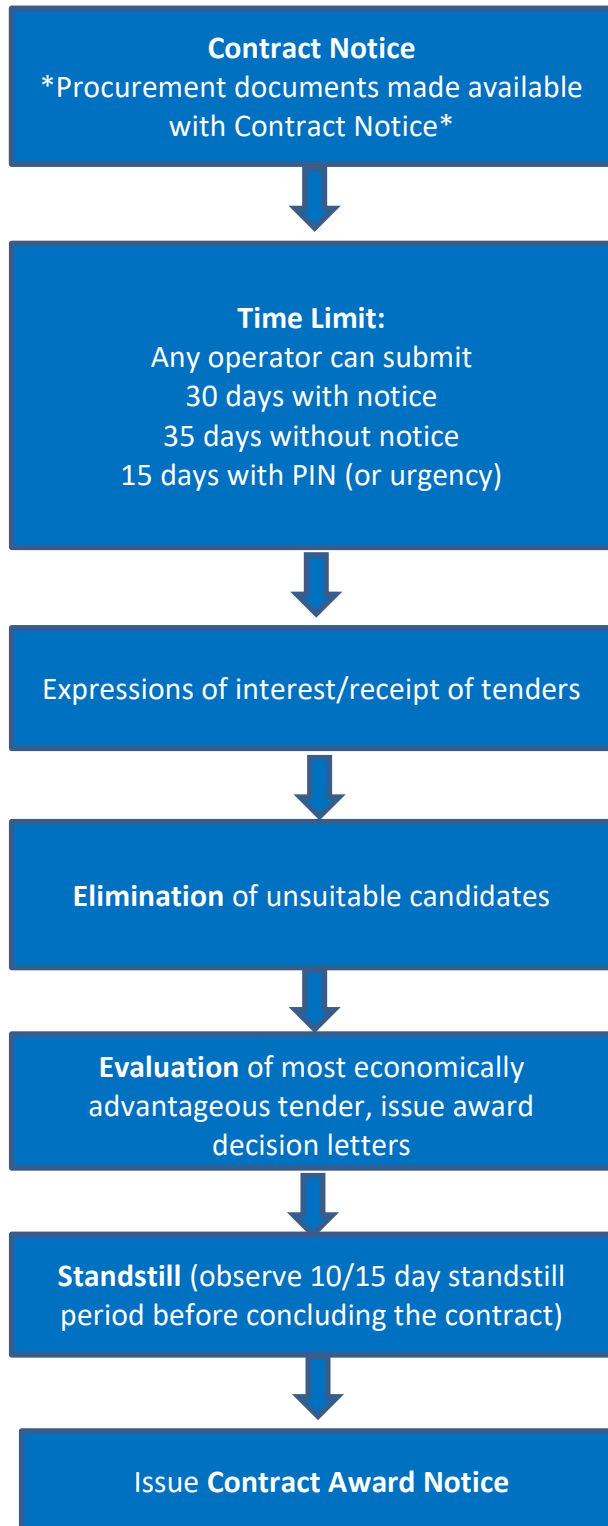 Contract Notice
*Procurement documents made available
with Contract Notice*
Time Limit:
Any operator can submit
30 days with notice
35 days without notice
15 days with PIN (or urgency)
Expressions of interest/receipt of tenders
Elimination of unsuitable candidates
Evaluation of most economically
advantageous tender, issue award
decision letters
Standstill (observe 10/15 day standstill
period before concluding the contract)
Issue Contract Award Notice